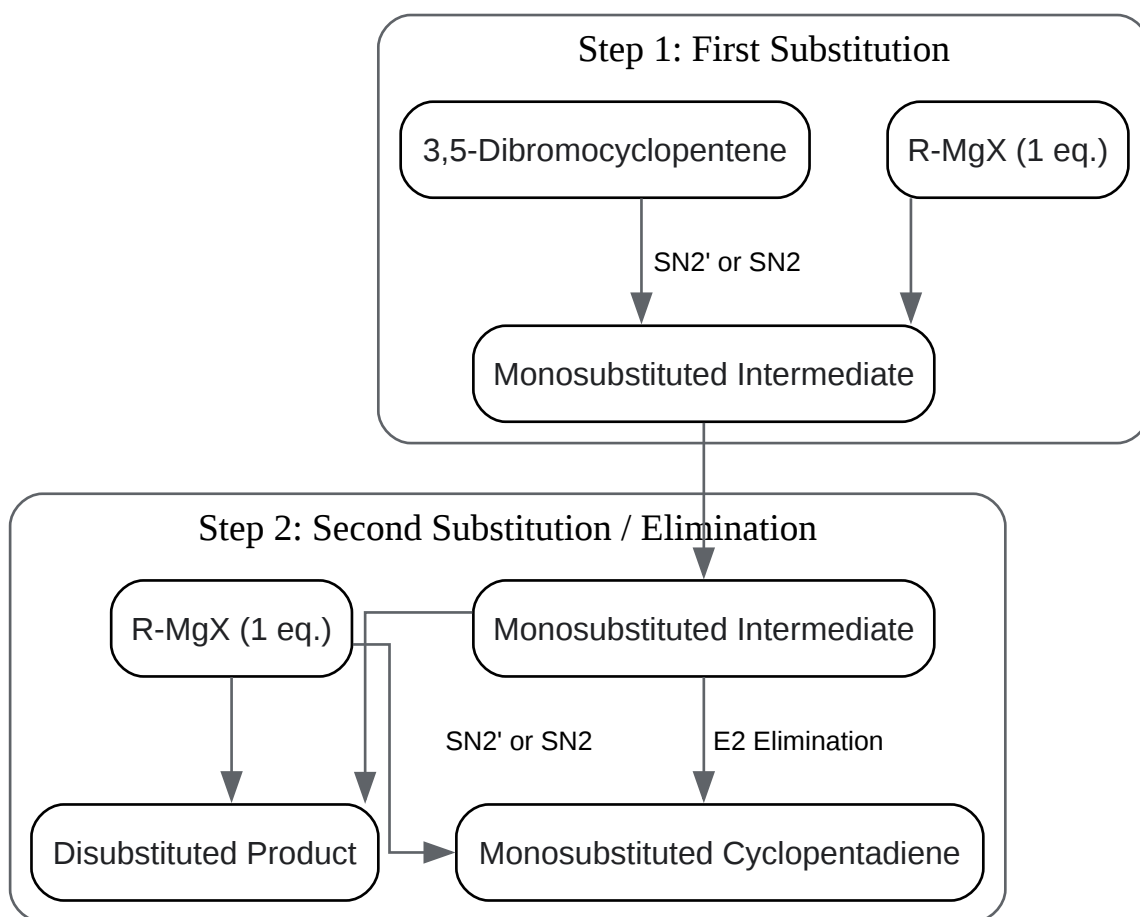 Step 1: First Substitution
3,5-Dibromocyclopentene
R-MgX (1 eq.)
SN2' or SN2
Monosubstituted Intermediate
Step 2: Second Substitution / Elimination
R-MgX (1 eq.)
Monosubstituted Intermediate
SN2' or SN2
E2 Elimination
Disubstituted Product
Monosubstituted Cyclopentadiene